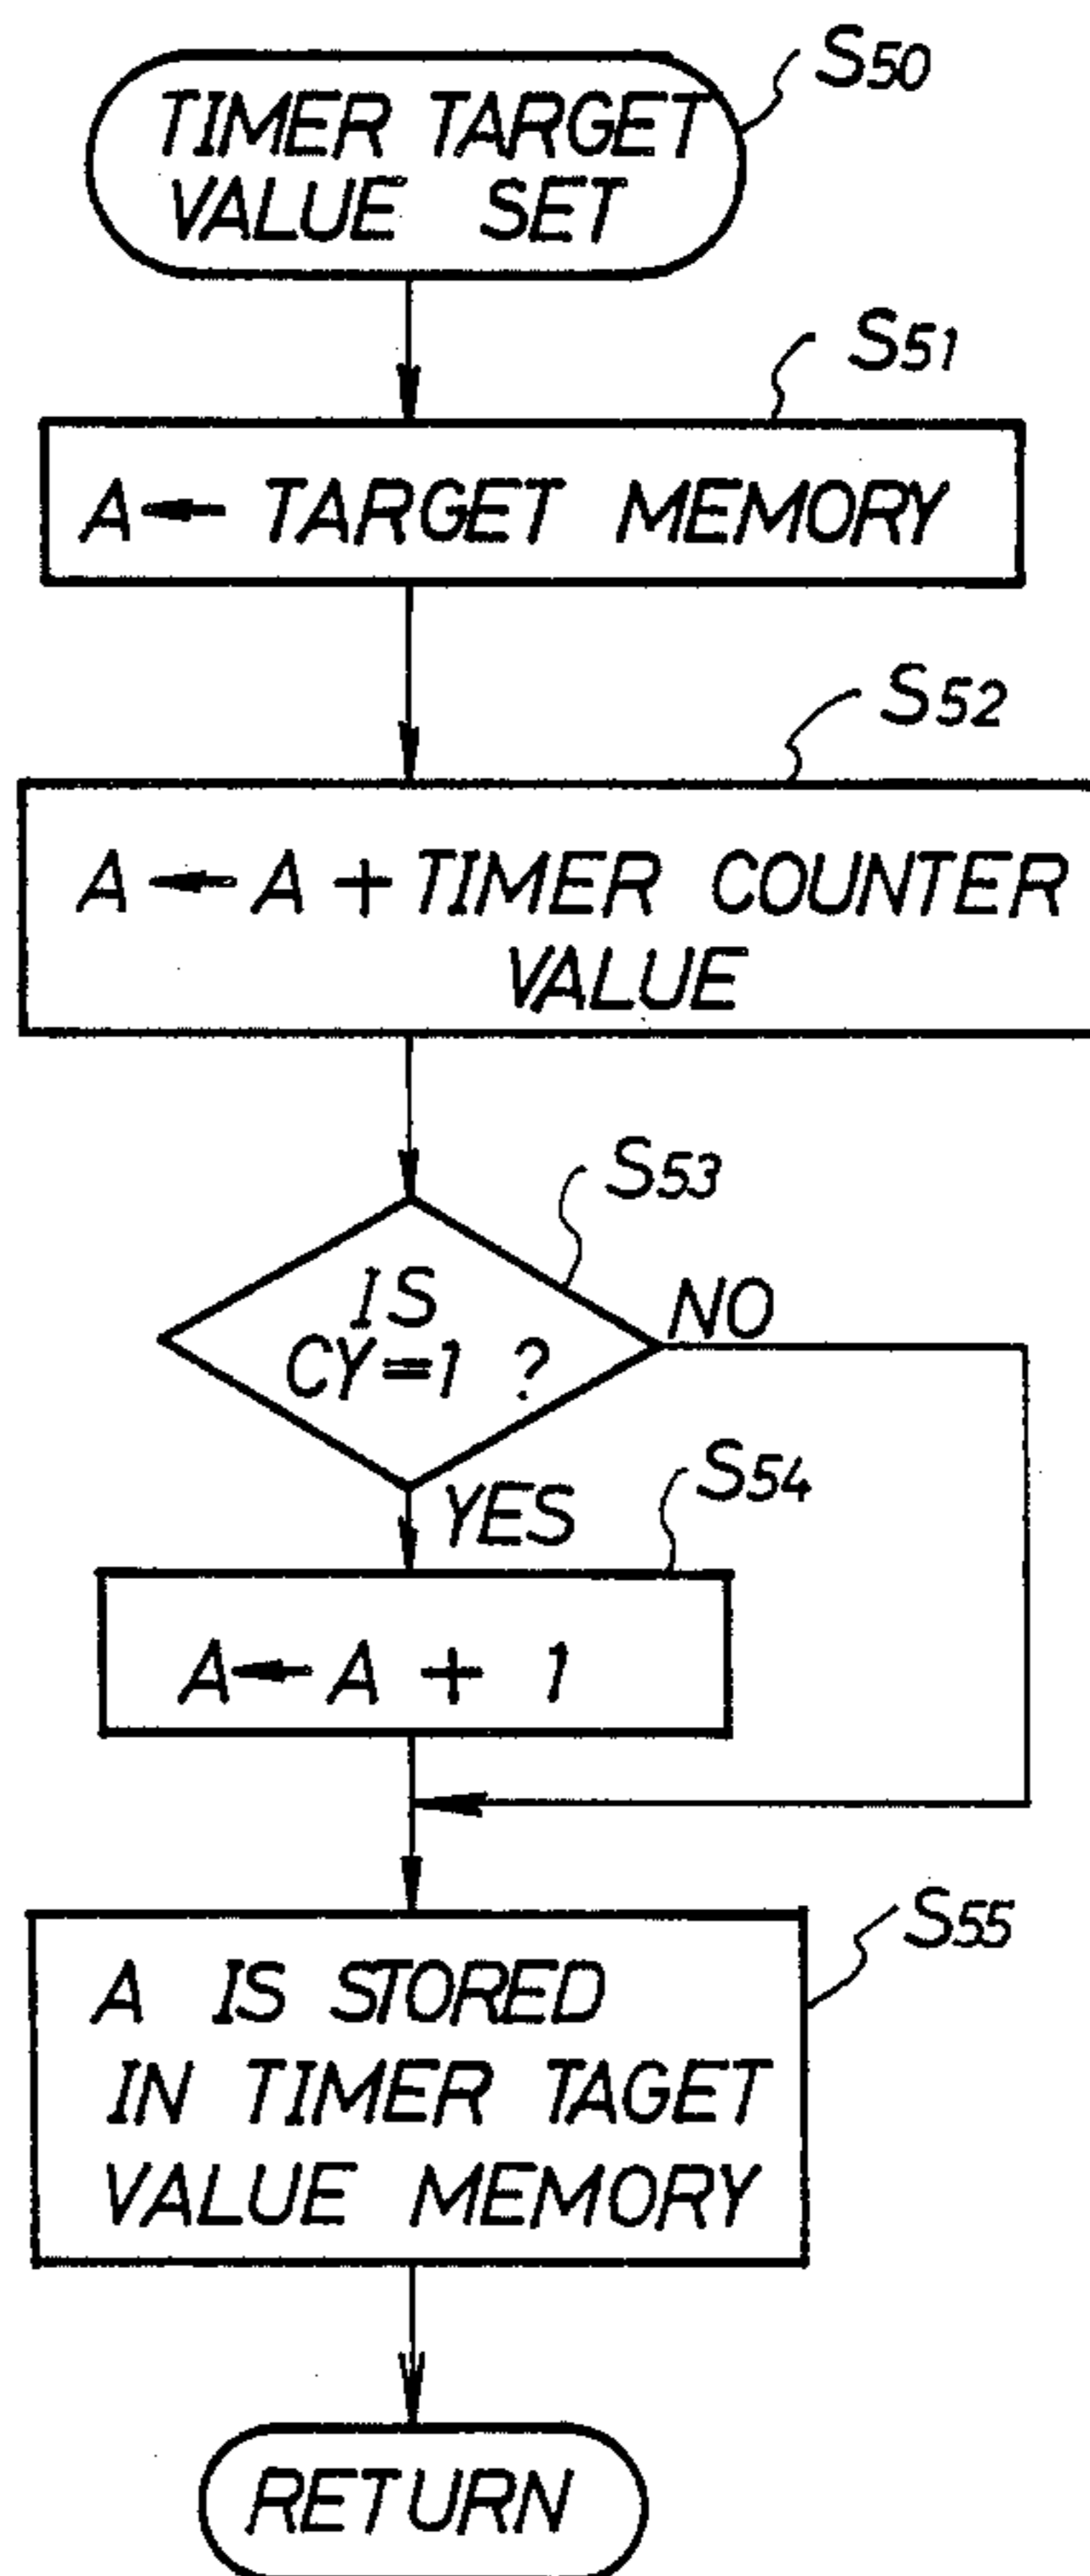 S50
TIMER TARGET
VALUE SET
S51
A ← TARGET MEMORY
S52
A ← A + TIMER COUNTER
VALUE
S53
IS
CY=1 ?
NO
YES
S54
A ← A + 1
S55
A IS STORED
IN TIMER TAGET
VALUE MEMORY
RETURN